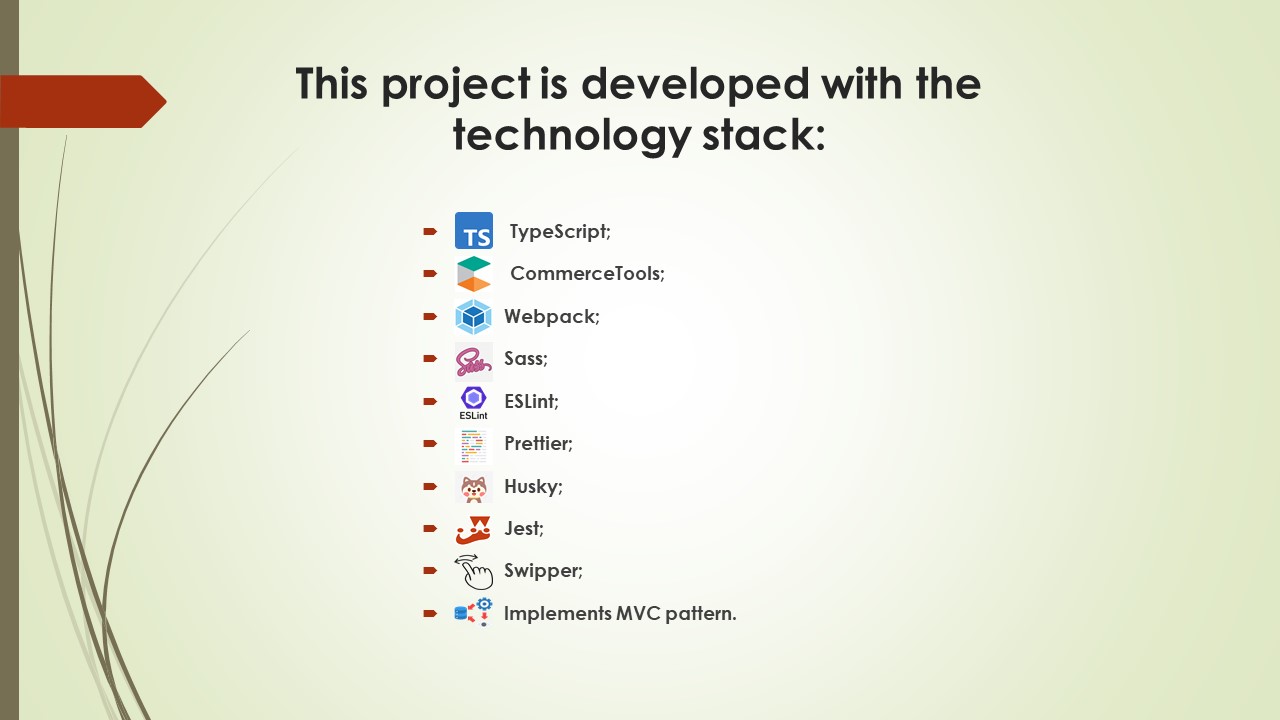 This project is developed with the
technology stack:
TS TypeScript;
CommerceTools;
Webpack;
Sass Sass;
ESLint ESLint;
Prettier;
Husky;
Jest;
Swipper;
Implements MVC pattern.